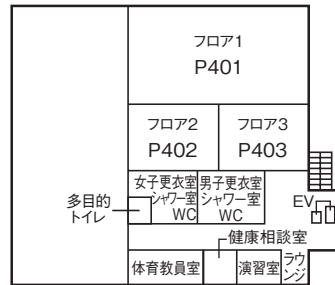 フロア1
P401
フロア2
P402
フロア3
P403
女子更衣室
シャワー室
WC
男子更衣室
シャワー室
WC
多目的
トイレ
EV
健康相談室
体育教員室
演習室
ラウ
ンジ